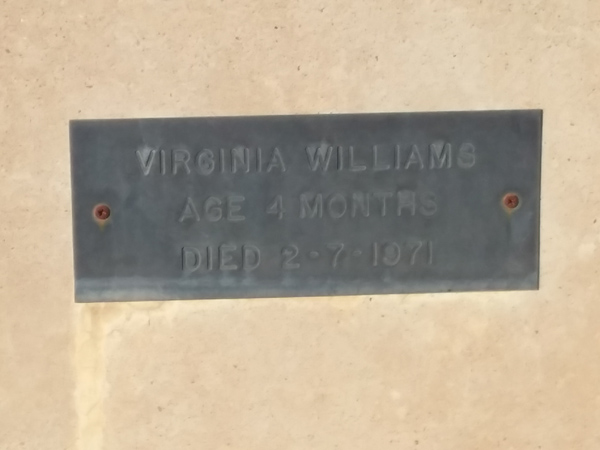 VIRGINIA WILLIAMS
AGE 4 MONTHS
DIED 2-7-1971